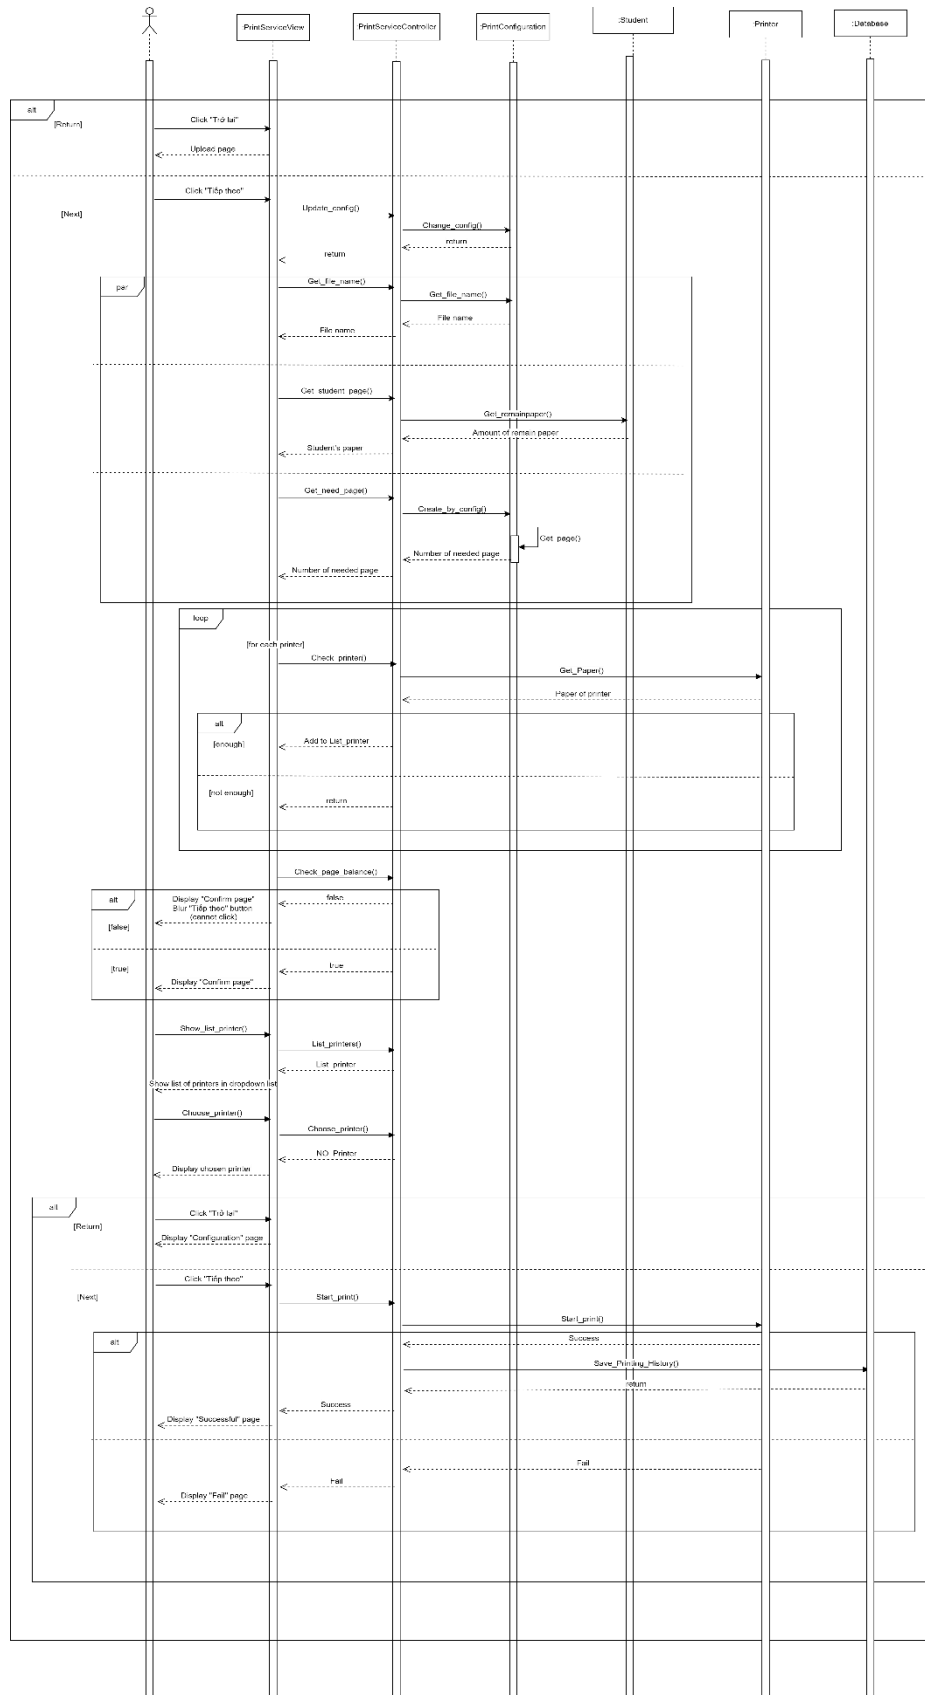 :PrintServiceView
:PrintServiceController
:PrintConfiguration
:Student
:Printer
:Database
alt
[Return]
Click "Trở lại"
Upload page
Click "Tiếp theo"
[Next]
Update_config()
Change_config()
return
return
par
Get_file_name()
Get_file_name()
File name
File name
Get_student_page()
Get_remainpaper()
Amount of remain paper
Student's paper
Get_need_page()
Create_by_config()
Get_page()
Number of needed page
Number of needed page
loop
[for each printer]
Check_printer()
Get_Paper()
Paper of printer
alt
[enough]
Add to List_printer
[not enough]
return
Check_page_balance()
alt
false
Display "Confirm page"
Blur "Tiếp theo" button
(cannot click)
[false]
[true]
true
Display "Confirm page"
Show_list_printer()
List_printers()
List_printer
Show list of printers in dropdown list
Choose_printer()
Choose_printer()
NO_Printer
Display chosen printer
alt
[Return]
Click "Trở lại"
Display "Configuration" page
Click "Tiếp theo"
[Next]
Start_print()
Start_print()
alt
Success
Save_Printing_History()
return
Success
Display "Successful" page
Fail
Fail
Display "Fail" page